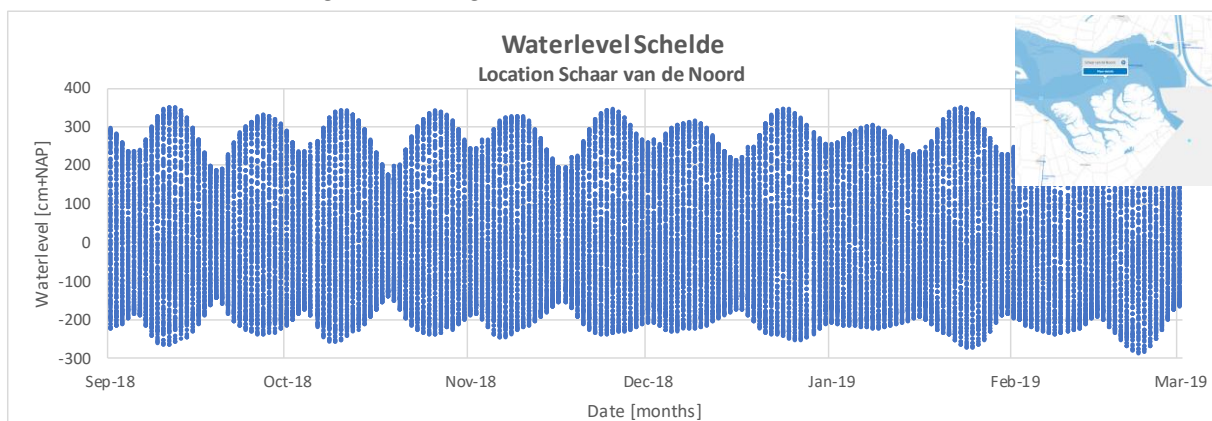 Waterlevel Schelde
Location Schaar van de Noord
400
300
200
100
0
-100
-200
-300
Waterlevel [cm+NAP]
Sep-18
Oct-18
Nov-18
Dec-18
Jan-19
Feb-19
Mar-19
Date [months]